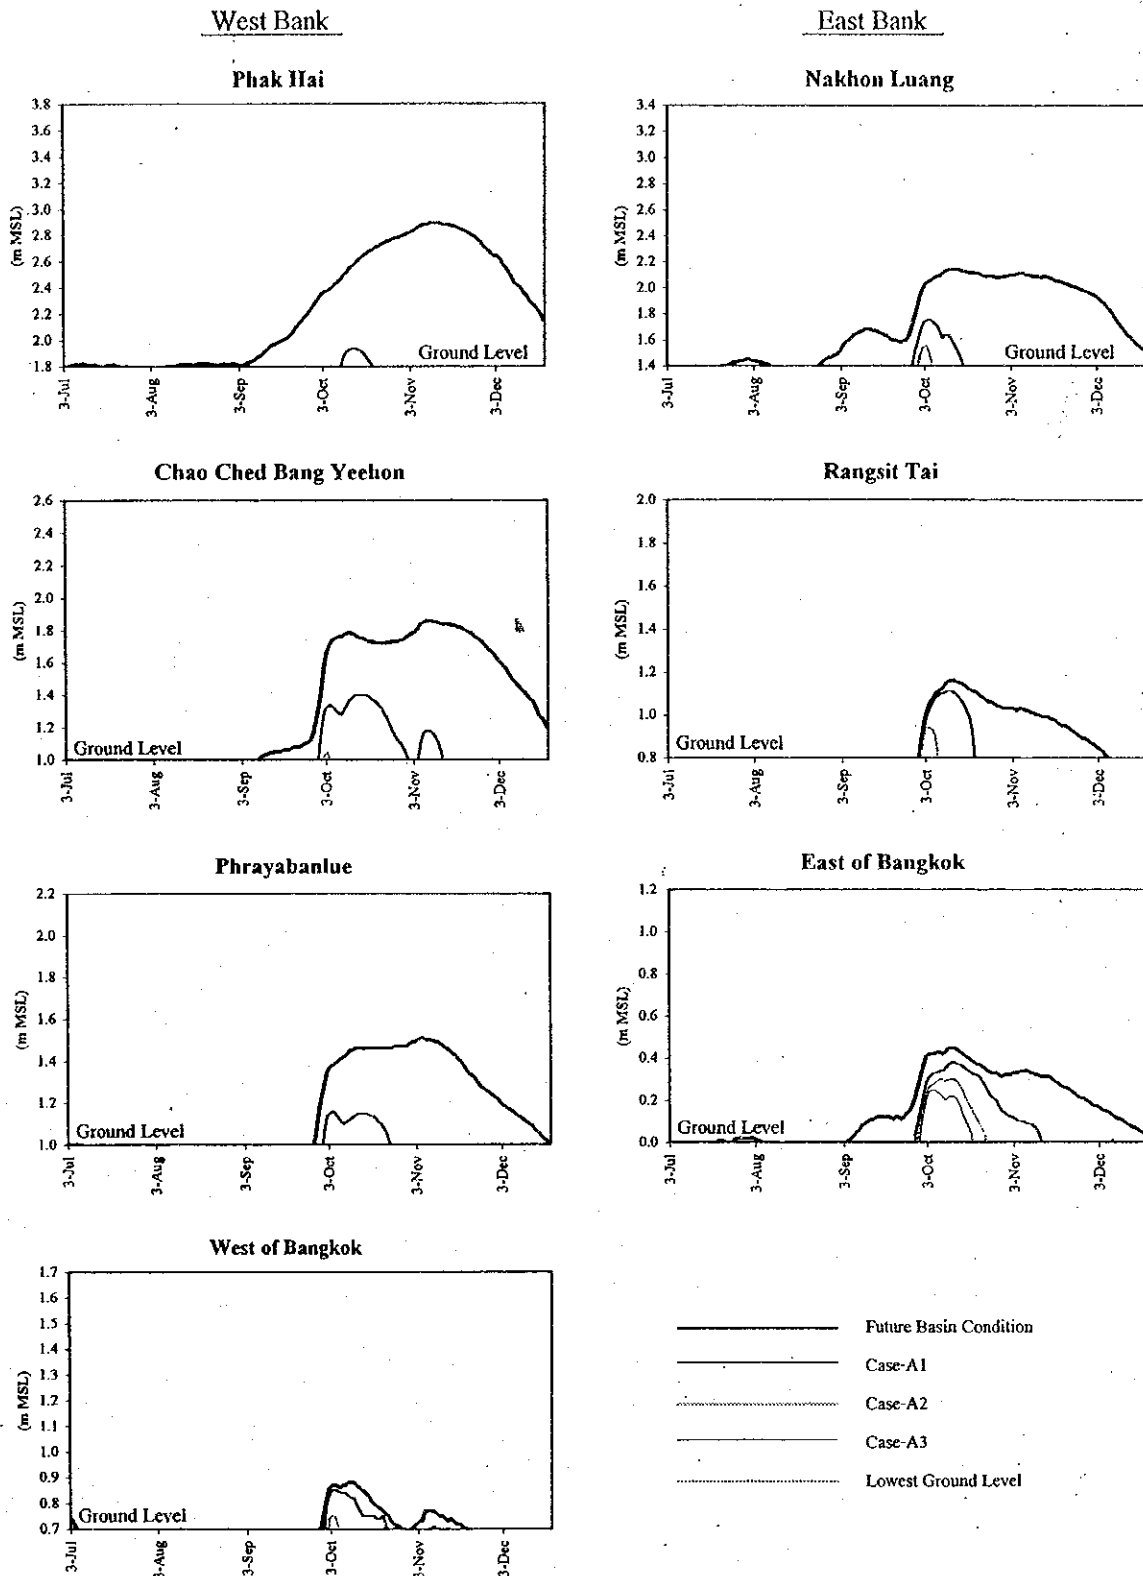 West Bank
East Bank
Phak Hai
(m MSL)
3.8
3.6
3.4
3.2
3.0
2.8
2.6
2.4
2.2
2.0
1.8
Ground Level
3-Jul
3-Aug
3-Sep
3-Oct
3-Nov
3-Dec
Nakhon Luang
(m MSL)
3.4
3.2
3.0
2.8
2.6
2.4
2.2
2.0
1.8
1.6
1.4
Ground Level
3-Jul
3-Aug
3-Sep
3-Oct
3-Nov
3-Dec
Chao Ched Bang Yeehon
(m MSL)
2.6
2.4
2.2
2.0
1.8
1.6
1.4
1.2
1.0
Ground Level
3-Jul
3-Aug
3-Sep
3-Oct
3-Nov
3-Dec
Rangsit Tai
(m MSL)
2.0
1.8
1.6
1.4
1.2
1.0
0.8
Ground Level
3-Jul
3-Aug
3-Sep
3-Oct
3-Nov
3-Dec
Phrayabanlue
(m MSL)
2.2
2.0
1.8
1.6
1.4
1.2
1.0
Ground Level
3-Jul
3-Aug
3-Sep
3-Oct
3-Nov
3-Dec
East of Bangkok
(m MSL)
1.2
1.0
0.8
0.6
0.4
0.2
0.0
Ground Level
3-Jul
3-Aug
3-Sep
3-Oct
3-Nov
3-Dec
West of Bangkok
(m MSL)
1.7
1.6
1.5
1.4
1.3
1.2
1.1
1.0
0.9
0.8
0.7
Ground Level
3-Jul
3-Aug
3-Sep
3-Oct
3-Nov
3-Dec
Future Basin Condition
Case-A1
Case-A2
Case-A3
Lowest Ground Level